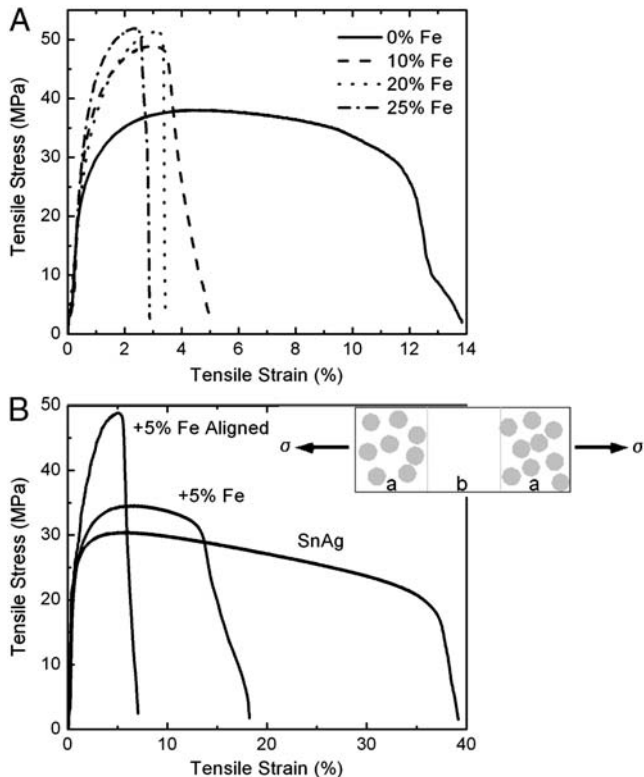 A
50
40
30
20
10
0
0 2 4 6 8 10 12 14
Tensile Stress (MPa)
Tensile Strain (%)
0% Fe
10% Fe
20% Fe
25% Fe
B
50
40
30
20
10
0
0 10 20 30 40
Tensile Stress (MPa)
Tensile Strain (%)
+5% Fe Aligned
+5% Fe
SnAg
σ a b a σ